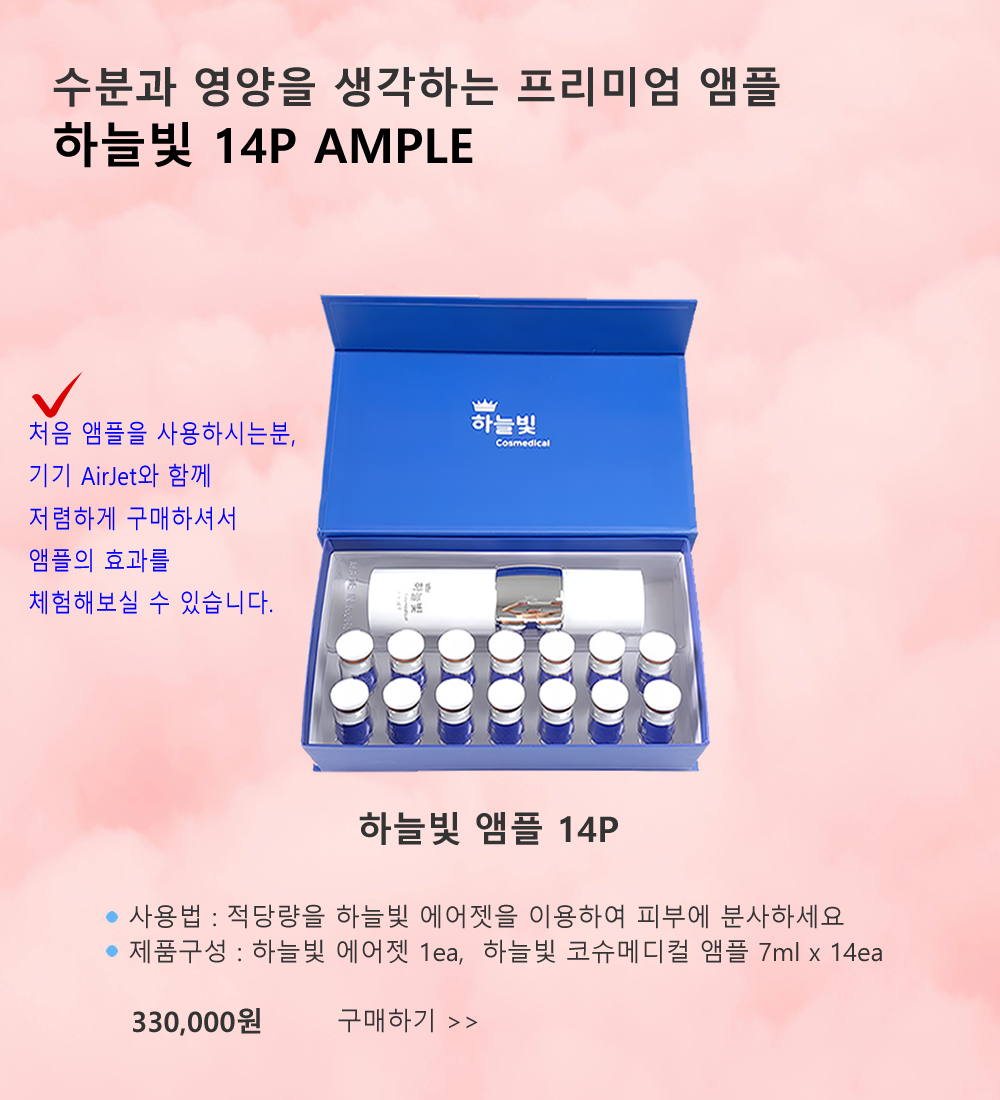 수분과 영양을 생각하는 프리미엄 앰플
하늘빛 14P AMPLE
하늘빛
Cosmedical
처음 앰플을 사용하시는분,
기기 AirJet와 함께
저렴하게 구매하셔서
앰플의 효과를
체험해보실 수 있습니다.
하늘빛
하늘빛 앰플 14P
사용법 : 적당량을 하늘빛 에어젯을 이용하여 피부에 분사하세요
제품구성 : 하늘빛 에어젯 1ea, 하늘빛 코슈메디컬 앰플 7ml x 14ea
330,000원 구매하기 >>